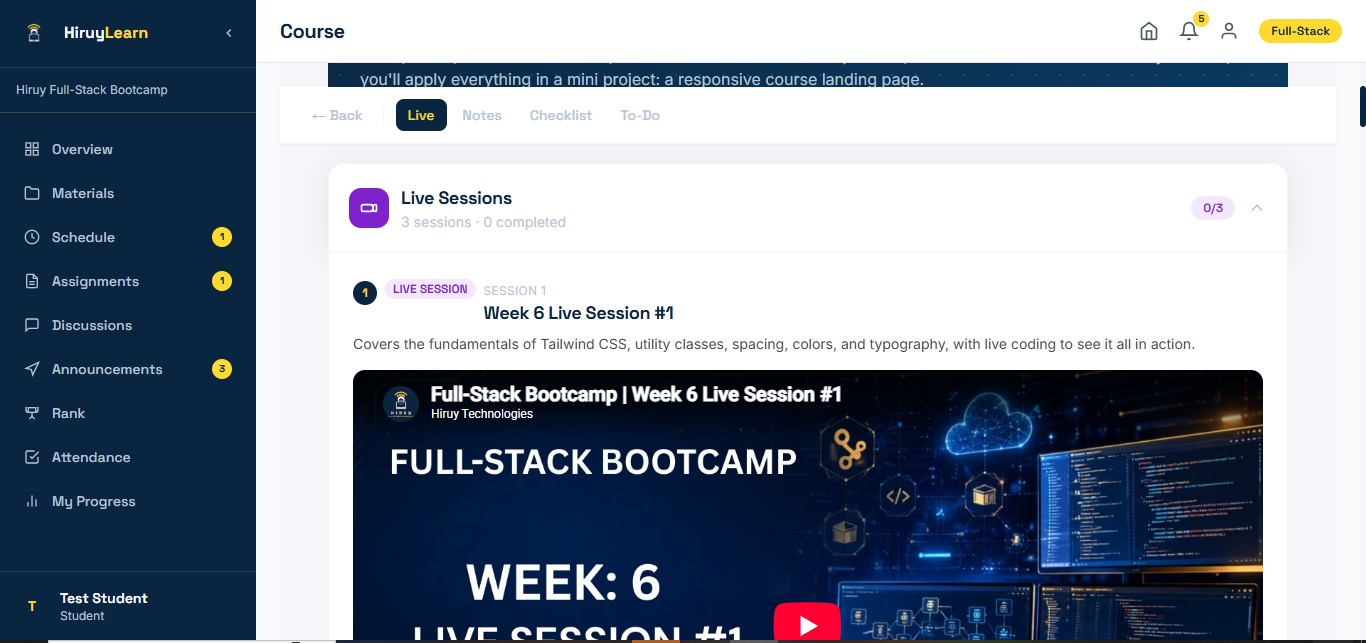 HiruyLearn
Course
5
Full-Stack
Hiruy Full-Stack Bootcamp
you'll apply everything in a mini project: a responsive course landing page.
← Back
Live
Notes
Checklist
To-Do
Overview
Materials
Schedule
1
Assignments
1
Discussions
Announcements
3
Rank
Attendance
My Progress
Test Student
Student
T
Live Sessions
3 sessions · 0 completed
0/3
1
LIVE SESSION
SESSION 1
Week 6 Live Session #1
Covers the fundamentals of Tailwind CSS, utility classes, spacing, colors, and typography, with live coding to see it all in action.
Full-Stack Bootcamp | Week 6 Live Session #1
Hiruy Technologies
HIRUY
FULL-STACK BOOTCAMP
</>
WEEK: 6
LIVE SESSION #1